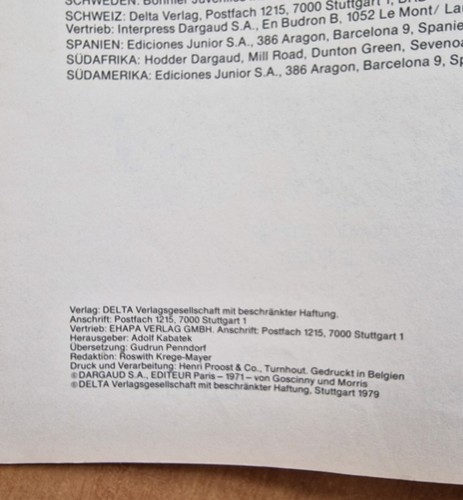 SCHWEDEN: Bonnier
SCHWEIZ: Delta Verlag, Postfach 1215, 7000 Stuttgart 1,
Vertrieb: Interpress Dargaud S.A., En Budron B, 1052 Le Mont/
SPANIEN: Ediciones Junior S.A., 386 Aragon, Barcelona 9, Spanie
SÜDAFRIKA: Hodder Dargaud, Mill Road, Dunton Green, Sevenoa
SÜDAMERIKA: Ediciones Junior S.A., 386 Aragon, Barcelona 9, Sp
Verlag: DELTA Verlagsgesellschaft mit beschränkter Haftung.
Anschrift: Postfach 1215, 7000 Stuttgart 1
Vertrieb: EHAPA VERLAG GMBH. Anschrift: Postfach 1215, 7000 Stuttgart 1
Herausgeber: Adolf Kabatek
Übersetzung: Gudrun Penndorf
Redaktion: Roswith Krege-Mayer
Druck und Verarbeitung: Henri Proost & Co., Turnhout. Gedruckt in Belgien
© DARGAUD S.A., EDITEUR Paris – 1971 – von Goscinny und Morris
© DELTA Verlagsgesellschaft mit beschränkter Haftung, Stuttgart 1979